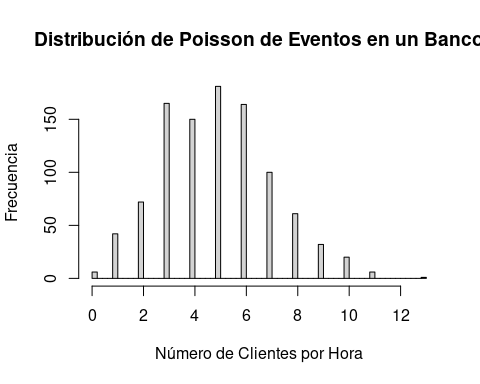 Distribución de Poisson de Eventos en un Banco
Frecuencia
150
100
50
0
0 2 4 6 8 10 12
Número de Clientes por Hora